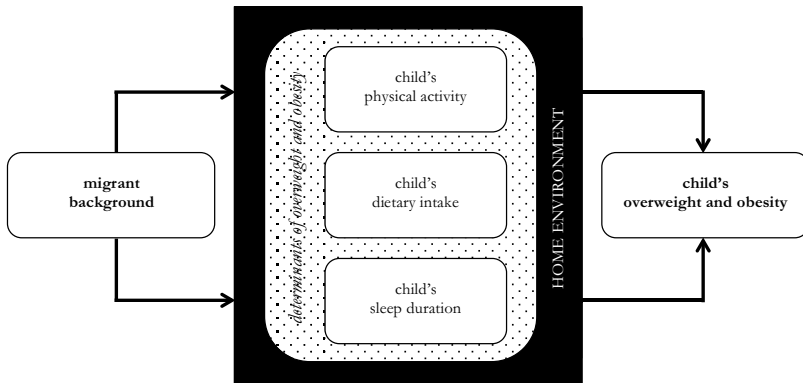 migrant
background
determinants of overweight and obesity
child's
physical activity
child's
dietary intake
child's
sleep duration
HOME ENVIRONMENT
child's
overweight and obesity